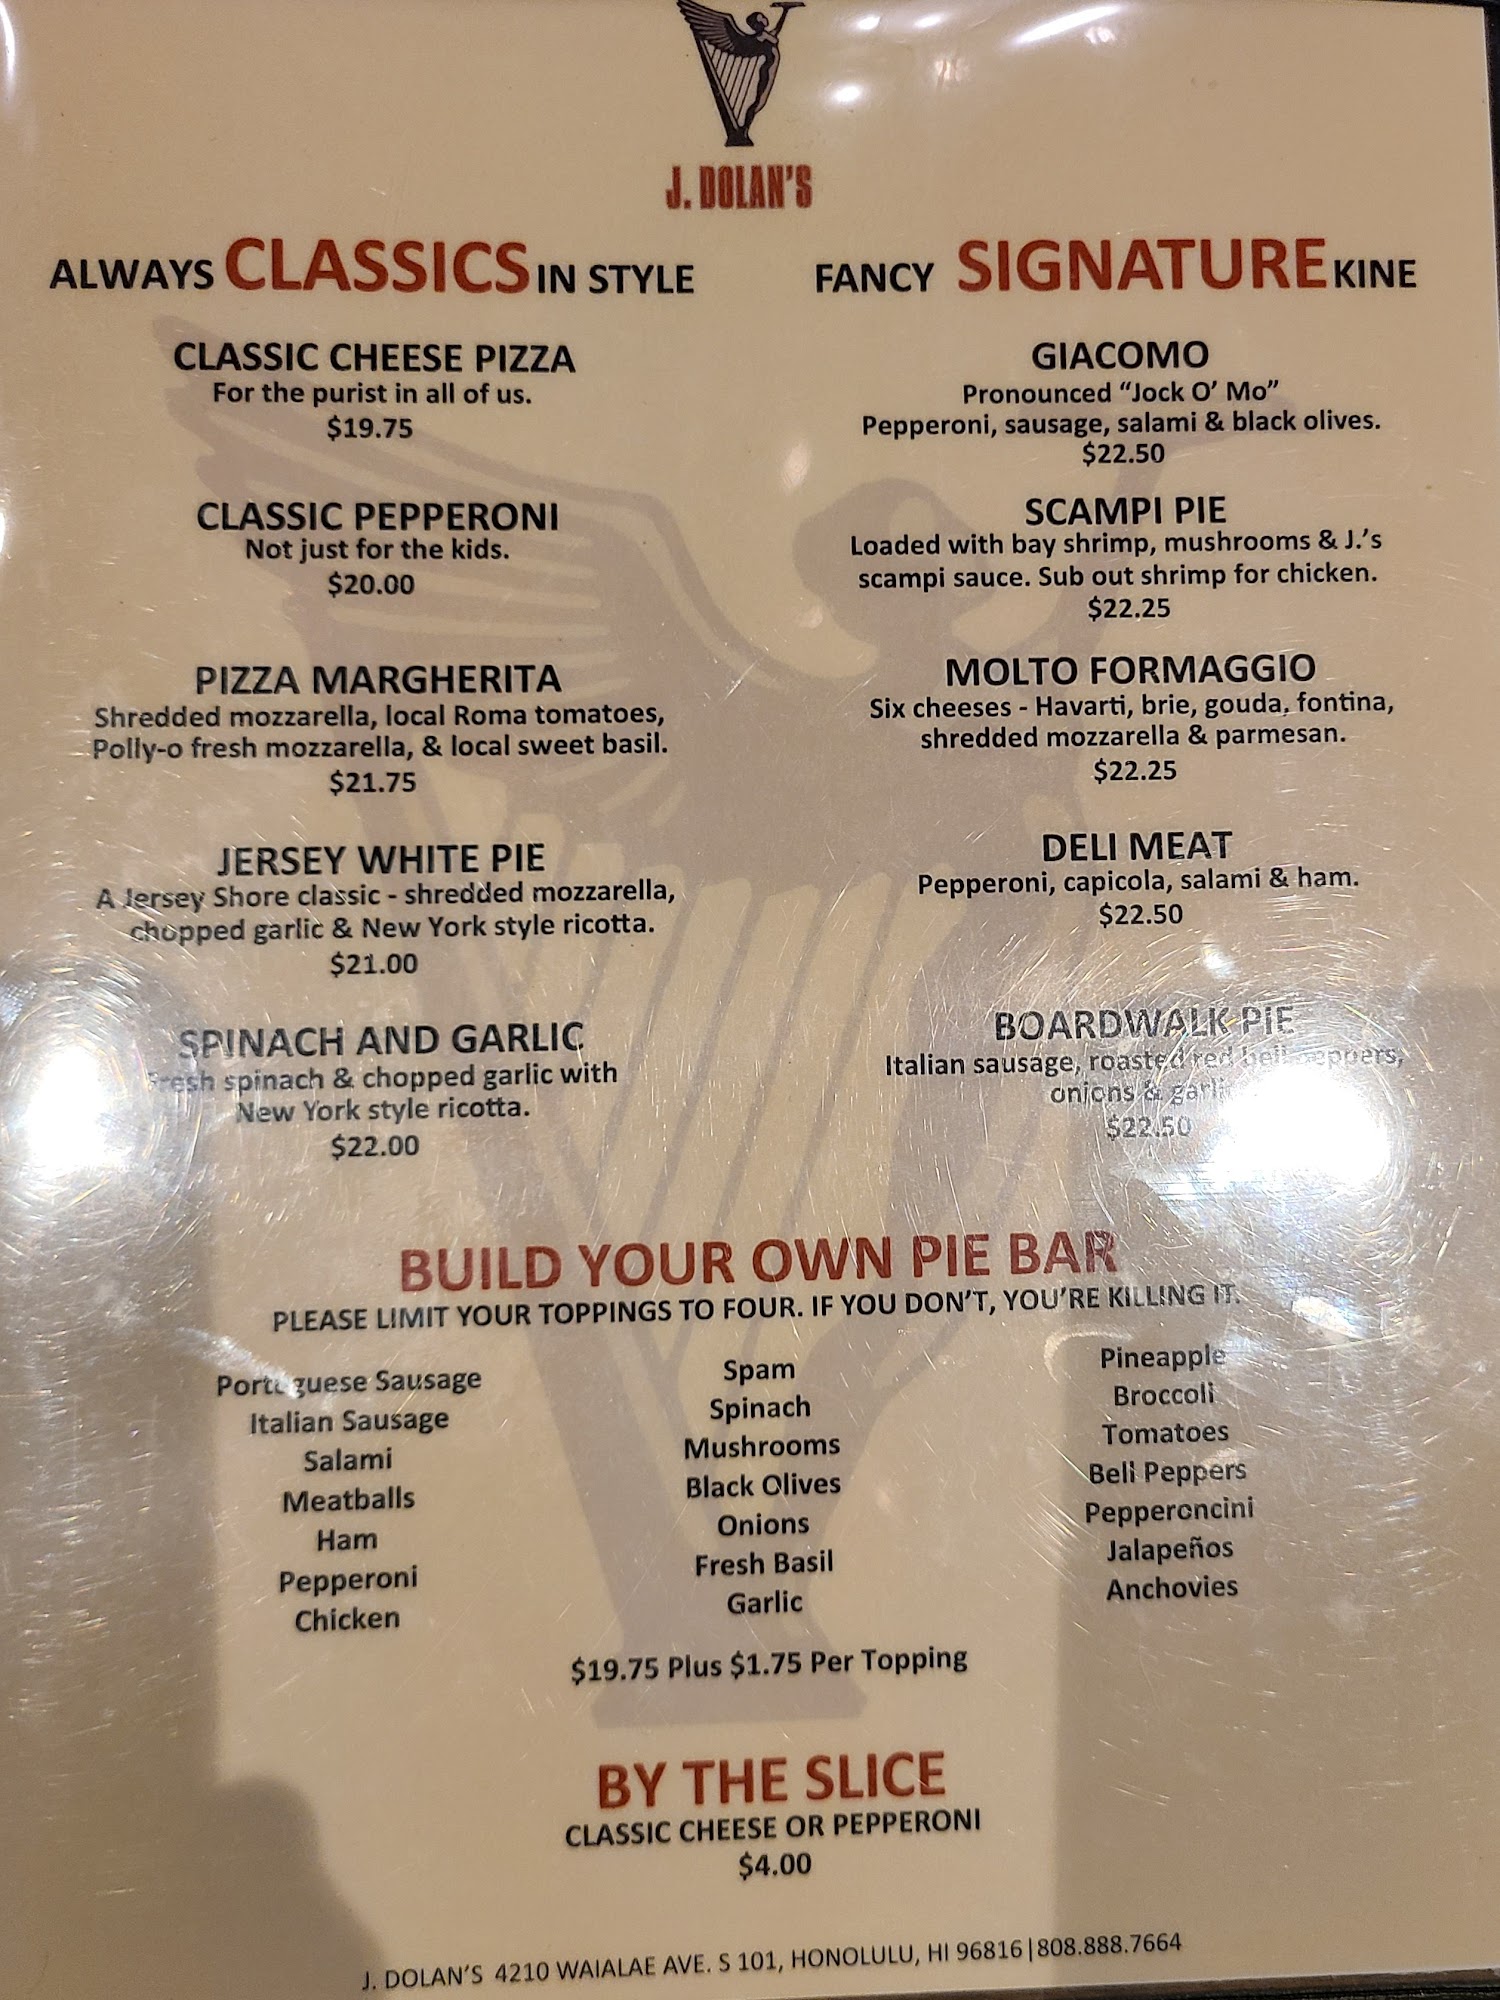 J. DOLAN'S
ALWAYS CLASSICS IN STYLE
CLASSIC CHEESE PIZZA
For the purist in all of us.
$19.75
CLASSIC PEPPERONI
Not just for the kids.
$20.00
PIZZA MARGHERITA
Shredded mozzarella, local Roma tomatoes,
Polly-o fresh mozzarella, & local sweet basil.
$21.75
JERSEY WHITE PIE
A Jersey Shore classic - shredded mozzarella,
chopped garlic & New York style ricotta.
$21.00
SPINACH AND GARLIC
Fresh spinach & chopped garlic with
New York style ricotta.
$22.00
FANCY SIGNATURE KINE
GIACOMO
Pronounced "Jock O' Mo"
Pepperoni, sausage, salami & black olives.
$22.50
SCAMPI PIE
Loaded with bay shrimp, mushrooms & J.'s
scampi sauce. Sub out shrimp for chicken.
$22.25
MOLTO FORMAGGIO
Six cheeses - Havarti, brie, gouda, fontina,
shredded mozzarella & parmesan.
$22.25
DELI MEAT
Pepperoni, capicola, salami & ham.
$22.50
BOARDWALK PIE
Italian sausage, roasted red bell peppers,
onions & garlic
$22.50
BUILD YOUR OWN PIE BAR
PLEASE LIMIT YOUR TOPPINGS TO FOUR. IF YOU DON'T, YOU'RE KILLING IT.
Portuguese Sausage
Italian Sausage
Salami
Meatballs
Ham
Pepperoni
Chicken
Spam
Spinach
Mushrooms
Black Olives
Onions
Fresh Basil
Garlic
Pineapple
Broccoli
Tomatoes
Bell Peppers
Pepperoncini
Jalapeños
Anchovies
$19.75 Plus $1.75 Per Topping
BY THE SLICE
CLASSIC CHEESE OR PEPPERONI
$4.00
J. DOLAN'S 4210 WAIALAE AVE. S 101, HONOLULU, HI 96816|808.888.7664